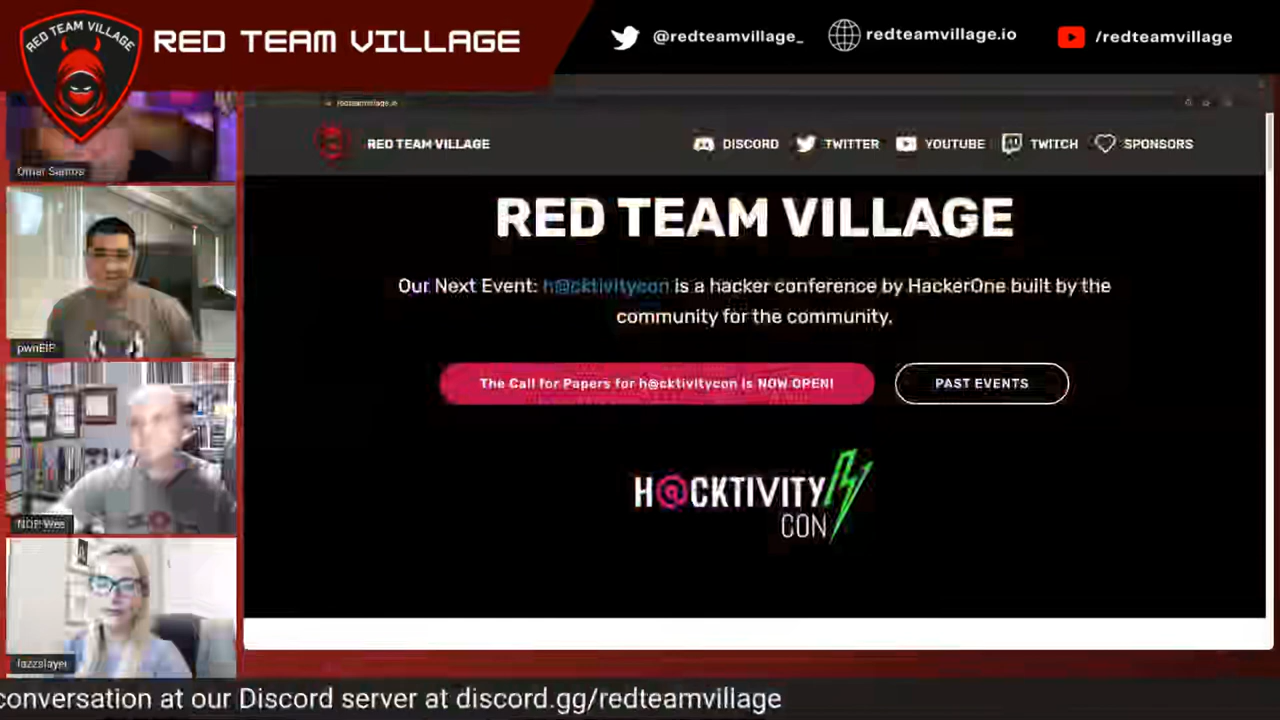 RED TEAM VILLAGE
RED TEAM VILLAGE
@redteamvillage_
redteamvillage.io
/redteamvillage
redteamvillage.io
RED TEAM VILLAGE
DISCORD
TWITTER
YOUTUBE
TWITCH
SPONSORS
Omar Santos
RED TEAM VILLAGE
Our Next Event: h@cktivitycon is a hacker conference by HackerOne built by the
community for the community.
pwnEIP
The Call for Papers for h@cktivitycon is NOW OPEN!
PAST EVENTS
H@CKTIVITY
CON
NOP Wes
lazzslayer
conversation at our Discord server at discord.gg/redteamvillage